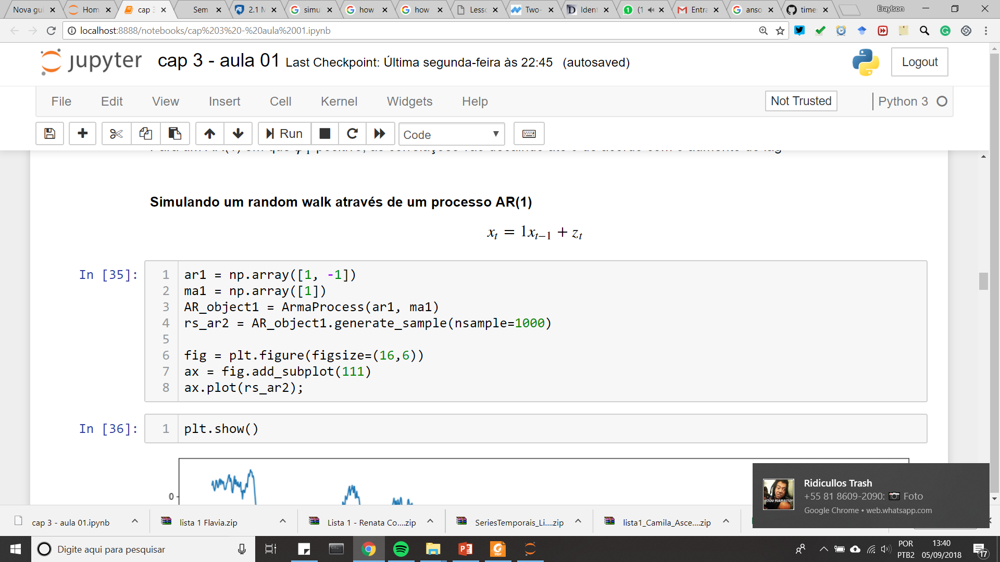 Nova gui
Hom
cap 3
Sem
2.1 M
simul
how
how
Lesso
Two-
Ident
(1
Entra
anso
time
Eraylson
localhost:8888/notebooks/cap%203%20-%20aula%2001.ipynb
jupyter cap 3 - aula 01 Last Checkpoint: Última segunda-feira às 22:45 (autosaved)
Logout
File Edit View Insert Cell Kernel Widgets Help
Not Trusted
Python 3
Run
Code
Simulando um random walk através de um processo AR(1)
x_t = 1x_{t−1} + z_t
In [35]:
1 ar1 = np.array([1, -1])
2 ma1 = np.array([1])
3 AR_object1 = ArmaProcess(ar1, ma1)
4 rs_ar2 = AR_object1.generate_sample(nsample=1000)
5
6 fig = plt.figure(figsize=(16,6))
7 ax = fig.add_subplot(111)
8 ax.plot(rs_ar2);
In [36]:
1 plt.show()
0
Ridicullos Trash
+55 81 8609-2090: Foto
Google Chrome • web.whatsapp.com
cap 3 - aula 01.ipynb
lista 1 Flavia.zip
Lista 1 - Renata Co....zip
SeriesTemporais_Li....zip
lista1_Camila_Asce....zip
Digite aqui para pesquisar
POR
PTB2
13:40
05/09/2018
17